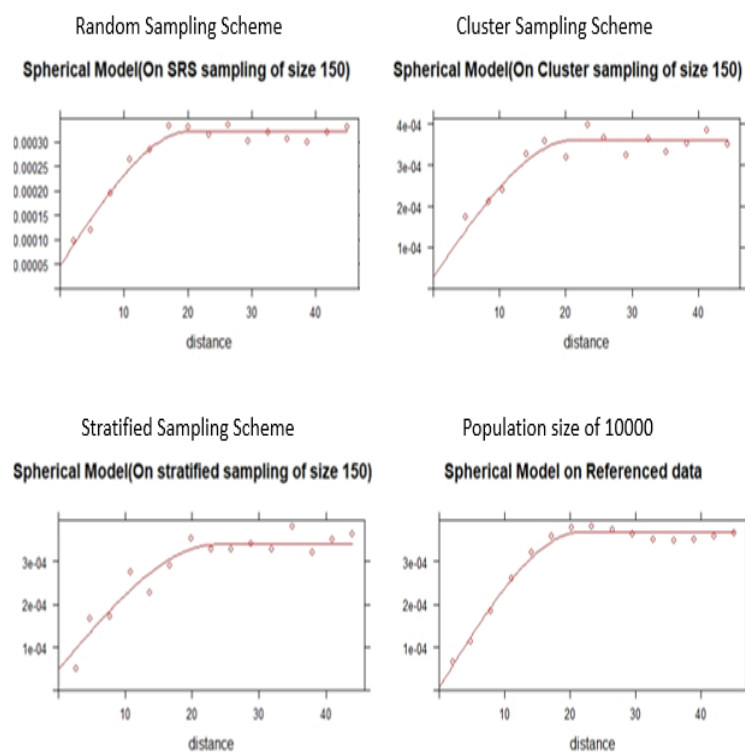 Random Sampling Scheme
Cluster Sampling Scheme
Spherical Model(On SRS sampling of size 150)
Spherical Model(On Cluster sampling of size 150)
0.00030
0.00025
0.00020
0.00015
0.00010
0.00005
10 20 30 40
distance
4e-04
3e-04
2e-04
1e-04
10 20 30 40
distance
Stratified Sampling Scheme
Population size of 10000
Spherical Model(On stratified sampling of size 150)
Spherical Model on Referenced data
3e-04
2e-04
1e-04
10 20 30 40
distance
3e-04
2e-04
1e-04
10 20 30 40
distance